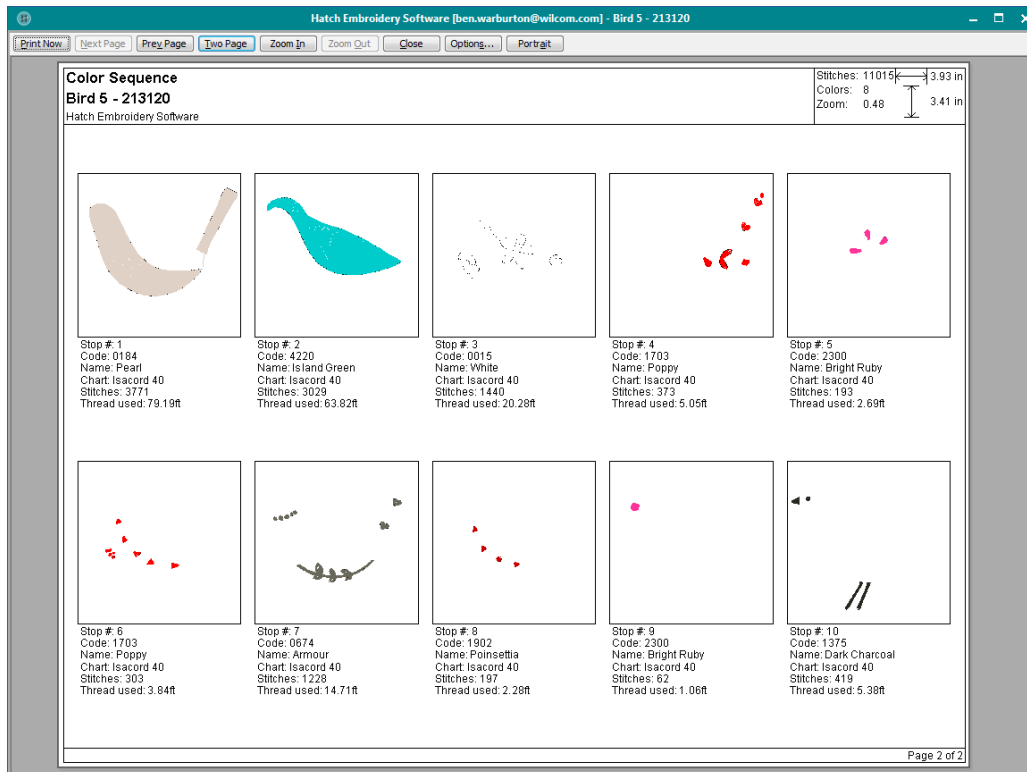 Hatch Embroidery Software [ben.warburton@wilcom.com] - Bird 5 - 213120
Print Now Next Page Prev Page Two Page Zoom In Zoom Out Close Options... Portrait
Color Sequence
Bird 5 - 213120
Hatch Embroidery Software
Stitches: 11015 3.93 in
Colors: 8
Zoom: 0.48 3.41 in
Stop #: 1
Code: 0184
Name: Pearl
Chart: Isacord 40
Stitches: 3771
Thread used: 79.19ft
Stop #: 2
Code: 4220
Name: Island Green
Chart: Isacord 40
Stitches: 3029
Thread used: 63.82ft
Stop #: 3
Code: 0015
Name: White
Chart: Isacord 40
Stitches: 1440
Thread used: 20.28ft
Stop #: 4
Code: 1703
Name: Poppy
Chart: Isacord 40
Stitches: 373
Thread used: 5.05ft
Stop #: 5
Code: 2300
Name: Bright Ruby
Chart: Isacord 40
Stitches: 193
Thread used: 2.69ft
Stop #: 6
Code: 1703
Name: Poppy
Chart: Isacord 40
Stitches: 303
Thread used: 3.84ft
Stop #: 7
Code: 0674
Name: Armour
Chart: Isacord 40
Stitches: 1228
Thread used: 14.71ft
Stop #: 8
Code: 1902
Name: Poinsettia
Chart: Isacord 40
Stitches: 197
Thread used: 2.28ft
Stop #: 9
Code: 2300
Name: Bright Ruby
Chart: Isacord 40
Stitches: 62
Thread used: 1.06ft
Stop #: 10
Code: 1375
Name: Dark Charcoal
Chart: Isacord 40
Stitches: 419
Thread used: 5.38ft
Page 2 of 2